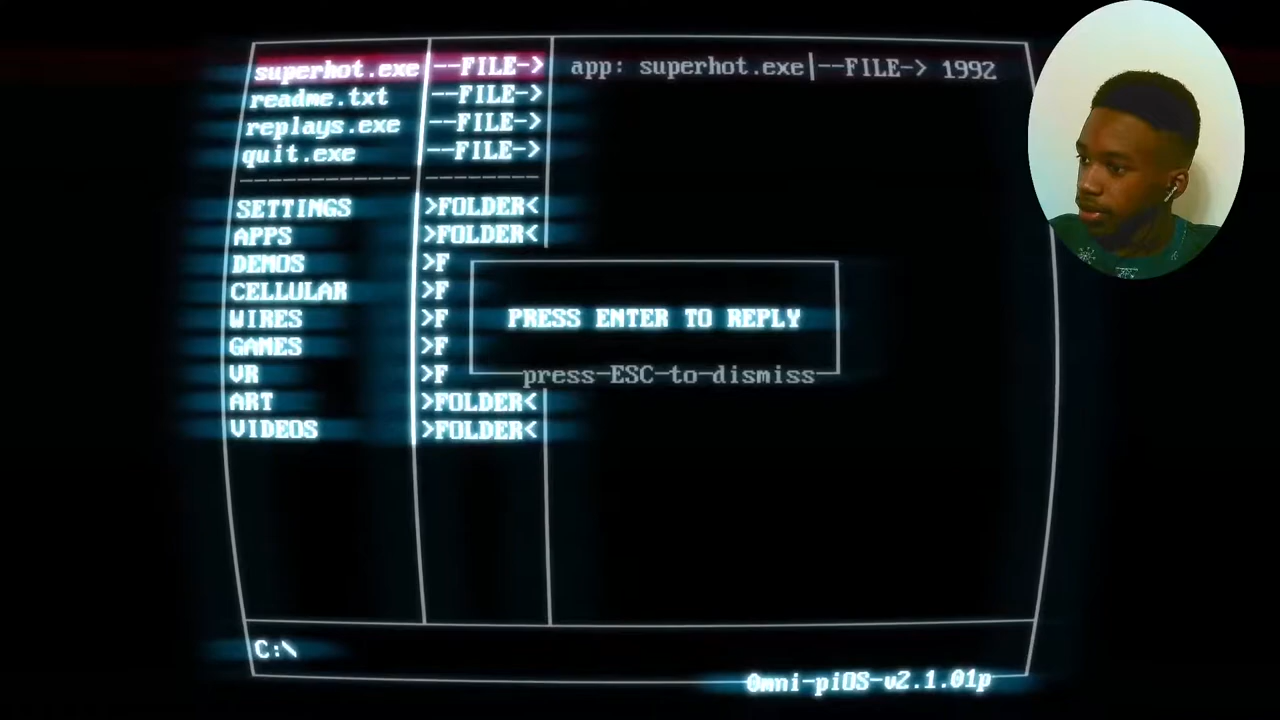 superhot.exe --FILE-> app: superhot.exe|--FILE-> 1992
readme.txt --FILE->
replays.exe --FILE->
quit.exe --FILE->
SETTINGS >FOLDER<
APPS >FOLDER<
DEMOS >F
CELLULAR >F
WIRES >F
PRESS ENTER TO REPLY
GAMES >F
VR >F
press-ESC-to-dismiss
ART >FOLDER<
VIDEOS >FOLDER<
C:\
Omni-piOS-v2.1.01p